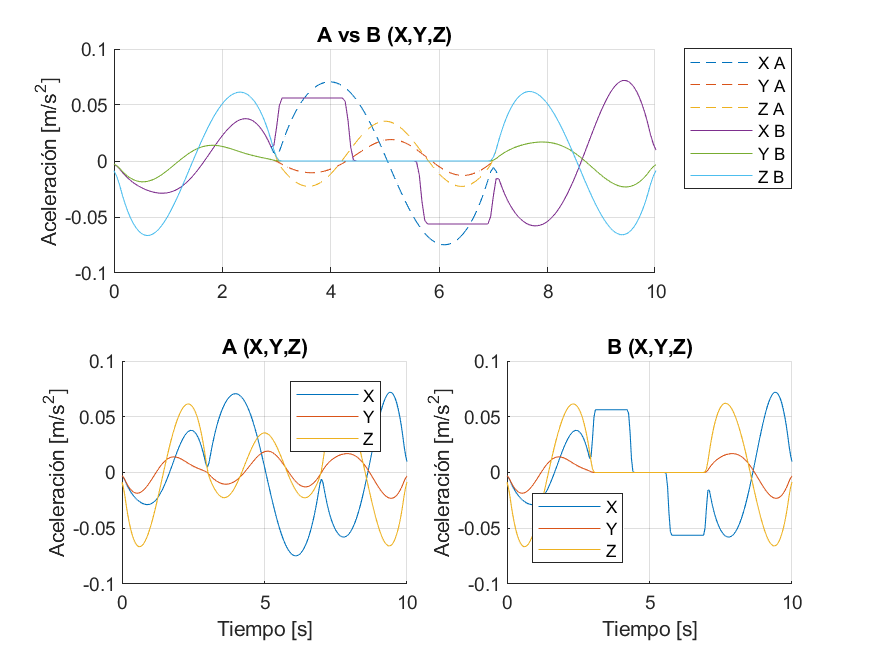 A vs B (X,Y,Z)
0.1
0.05
0
-0.05
-0.1
Aceleración [m/s²]
0 2 4 6 8 10
X A
Y A
Z A
X B
Y B
Z B
A (X,Y,Z)
0.1
0.05
0
-0.05
-0.1
Aceleración [m/s²]
X
Y
Z
0 5 10
Tiempo [s]
B (X,Y,Z)
0.1
0.05
0
-0.05
-0.1
Aceleración [m/s²]
X
Y
Z
0 5 10
Tiempo [s]